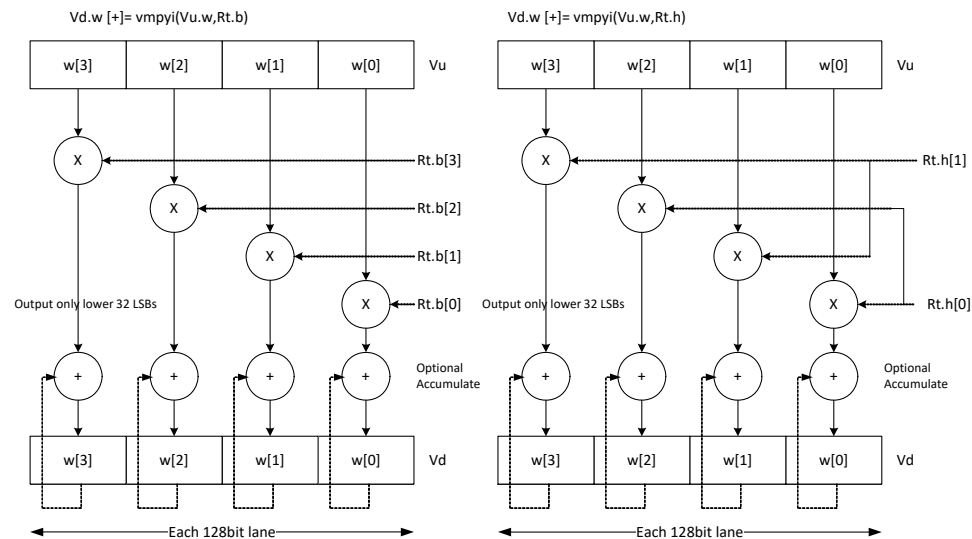 Vd.w [+]= vmpyi(Vu.w,Rt.b)
w[3] w[2] w[1] w[0] Vu
X Rt.b[3]
X Rt.b[2]
X Rt.b[1]
X Rt.b[0]
Output only lower 32 LSBs
+ + + + Optional
Accumulate
w[3] w[2] w[1] w[0] Vd
Each 128bit lane
Vd.w [+]= vmpyi(Vu.w,Rt.h)
w[3] w[2] w[1] w[0] Vu
X Rt.h[1]
X
X
X Rt.h[0]
Output only lower 32 LSBs
+ + + + Optional
Accumulate
w[3] w[2] w[1] w[0] Vd
Each 128bit lane